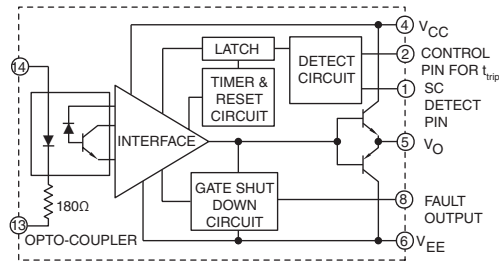 4 VCC
LATCH
DETECT
CIRCUIT
2 CONTROL
PIN FOR ttrip
14
TIMER &
RESET
CIRCUIT
1 SC
DETECT
PIN
INTERFACE
5 VO
180Ω
GATE SHUT
DOWN
CIRCUIT
8 FAULT
OUTPUT
13
OPTO-COUPLER
6 VEE